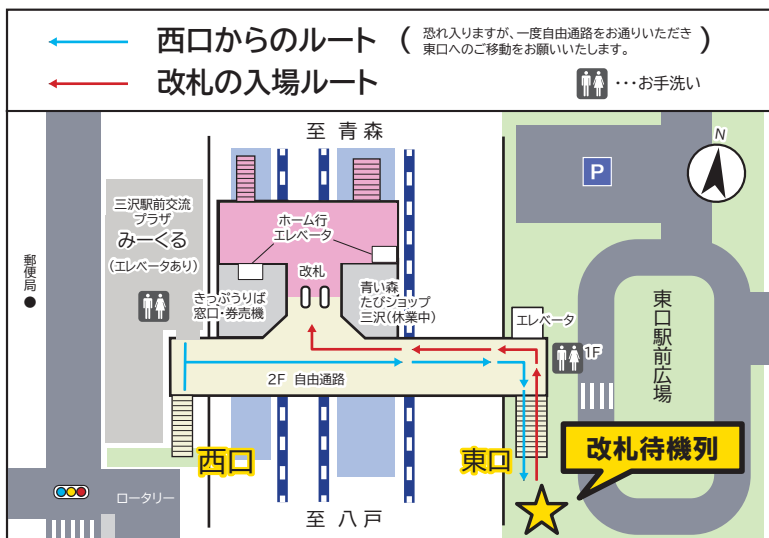 西口からのルート
( 恐れ入りますが、一度自由通路をお通りいただき
東口へのご移動をお願いいたします。 )
改札の入場ルート
･･･お手洗い
至 青森
N
P
三沢駅前交流
プラザ
みーくる
(エレベータあり)
郵便局
ホーム行
エレベータ
改札
きっぷうりば
窓口・券売機
青い森
たびショップ
三沢(休業中)
エレベータ
1F
東口駅前広場
2F 自由通路
西口
東口
改札待機列
ロータリー
至 八戸